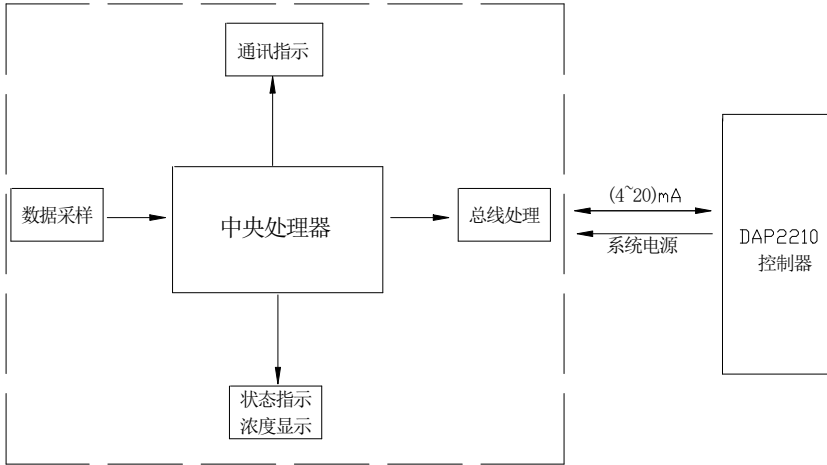 通讯指示
数据采样
中央处理器
总线处理
(4~20)mA
系统电源
DAP2210
控制器
状态指示
浓度显示